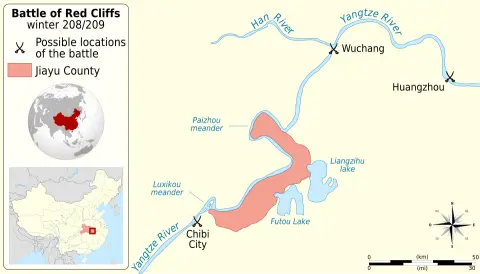 Battle of Red Cliffs
winter 208/209
Possible locations
of the battle
Jiayu County
Han River
Yangtze River
Wuchang
Huangzhou
Paizhou
meander
Liangzihu
lake
Luxikou
meander
Futou Lake
Chibi
City
Yangtze River
N
W
E
S
0 (km) 50
0 (mi) 30